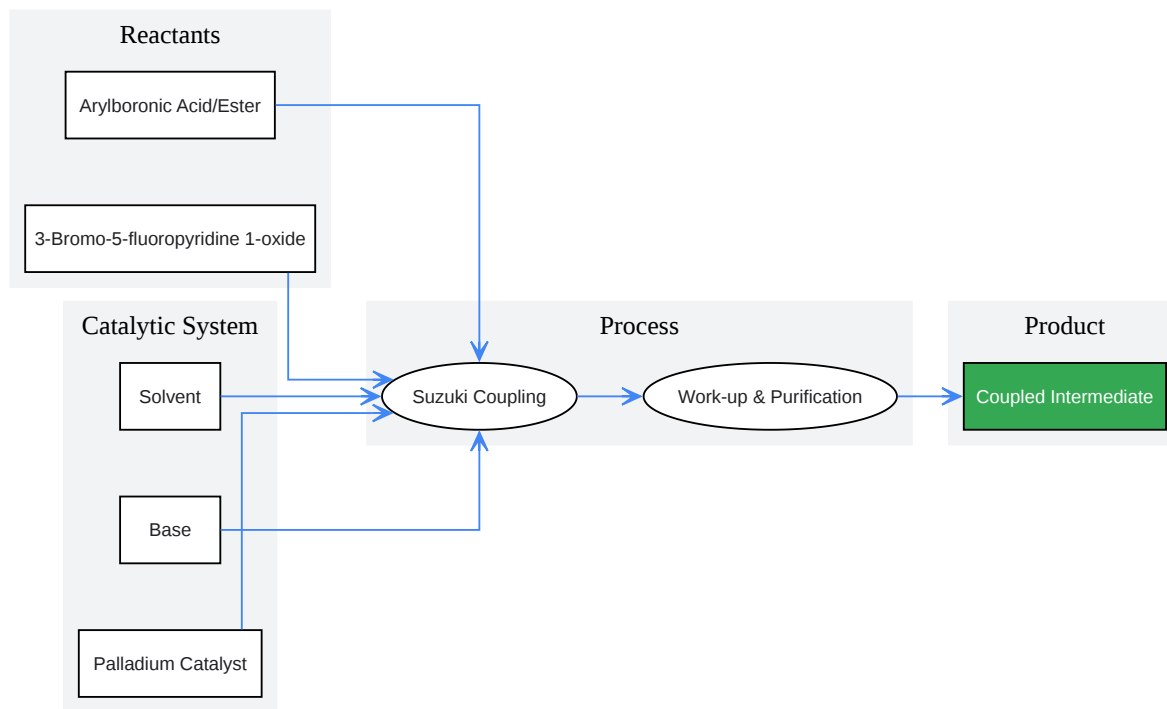 Reactants
Arylboronic Acid/Ester
3-Bromo-5-fluoropyridine 1-oxide
Catalytic System
Solvent
Base
Palladium Catalyst
Process
Suzuki Coupling
Work-up & Purification
Product
Coupled Intermediate